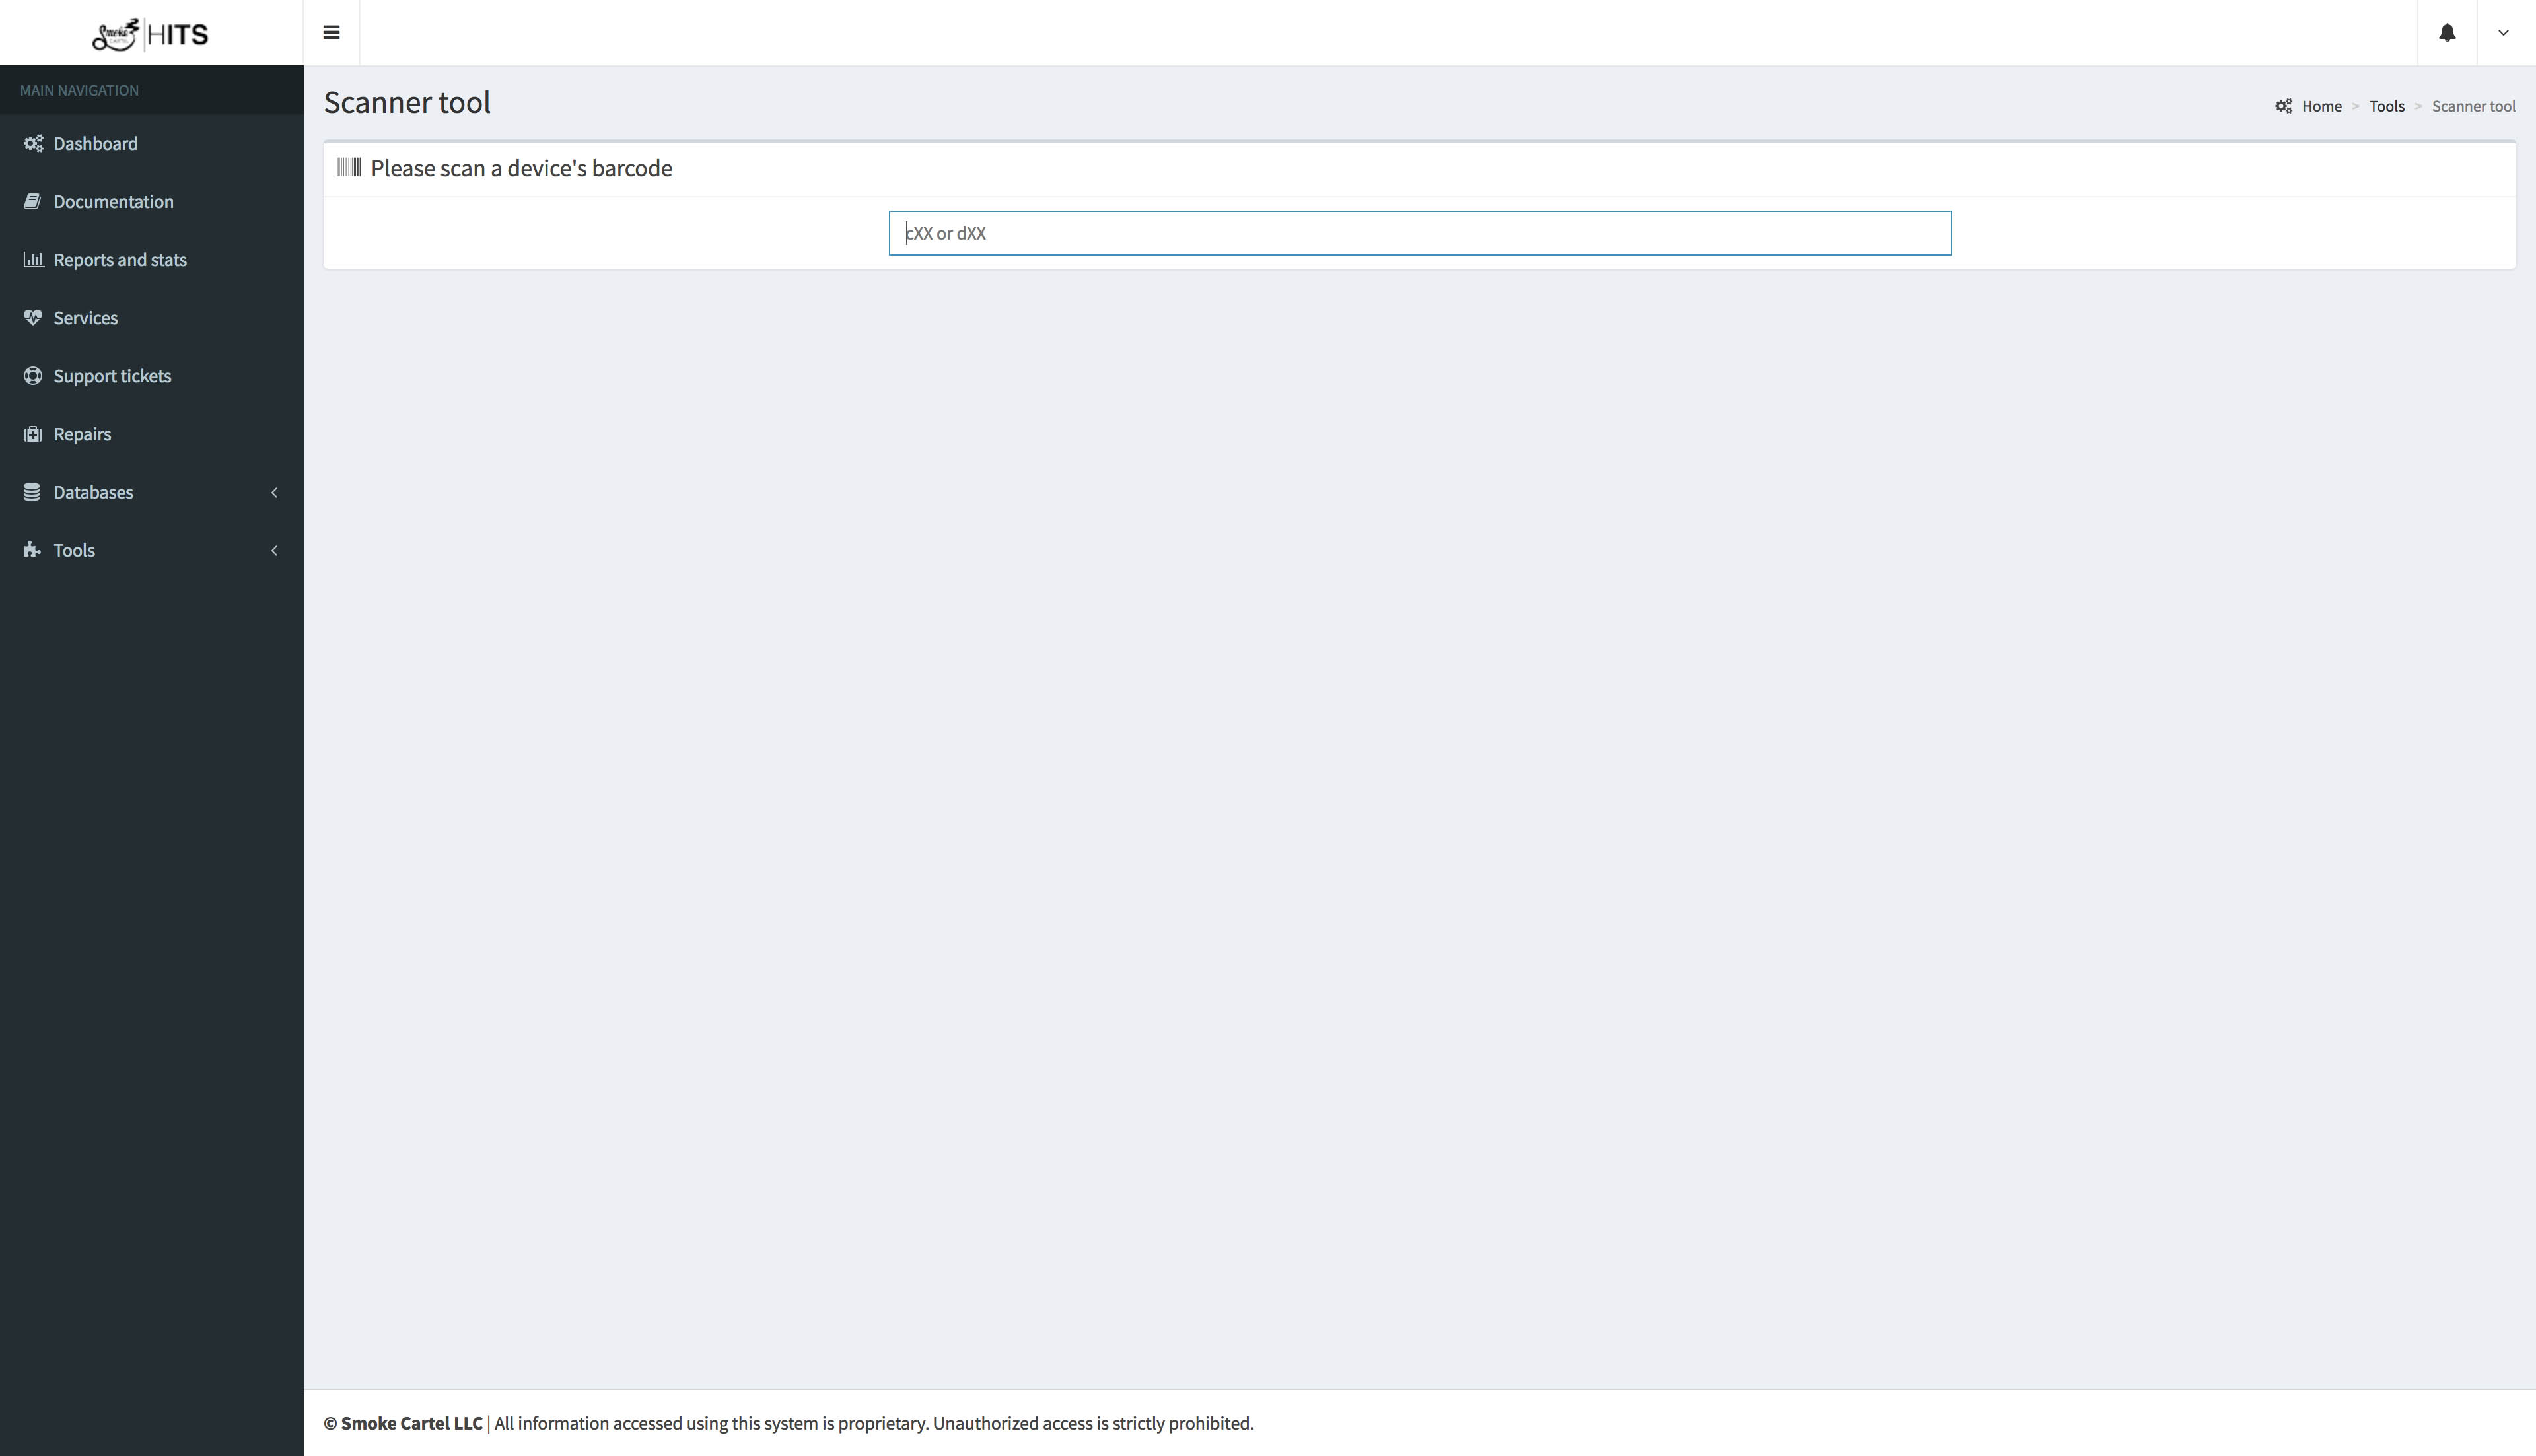 Smoke CARTEL | HITS
MAIN NAVIGATION
Dashboard
Documentation
Reports and stats
Services
Support tickets
Repairs
Databases
Tools
Scanner tool
Home > Tools > Scanner tool
Please scan a device's barcode
cXX or dXX
© Smoke Cartel LLC | All information accessed using this system is proprietary. Unauthorized access is strictly prohibited.